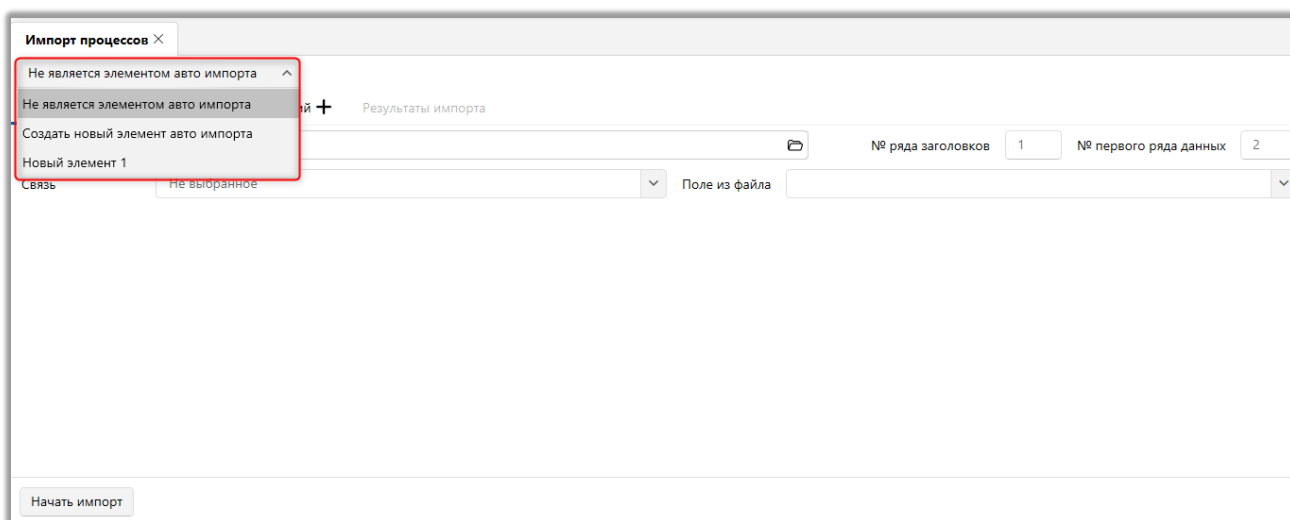 Импорт процессов
Не является элементом авто импорта
Не является элементом авто импорта
Результаты импорта
Создать новый элемент авто импорта
№ ряда заголовков 1 № первого ряда данных 2
Новый элемент 1
Связь Не выбранное Поле из файла
Начать импорт